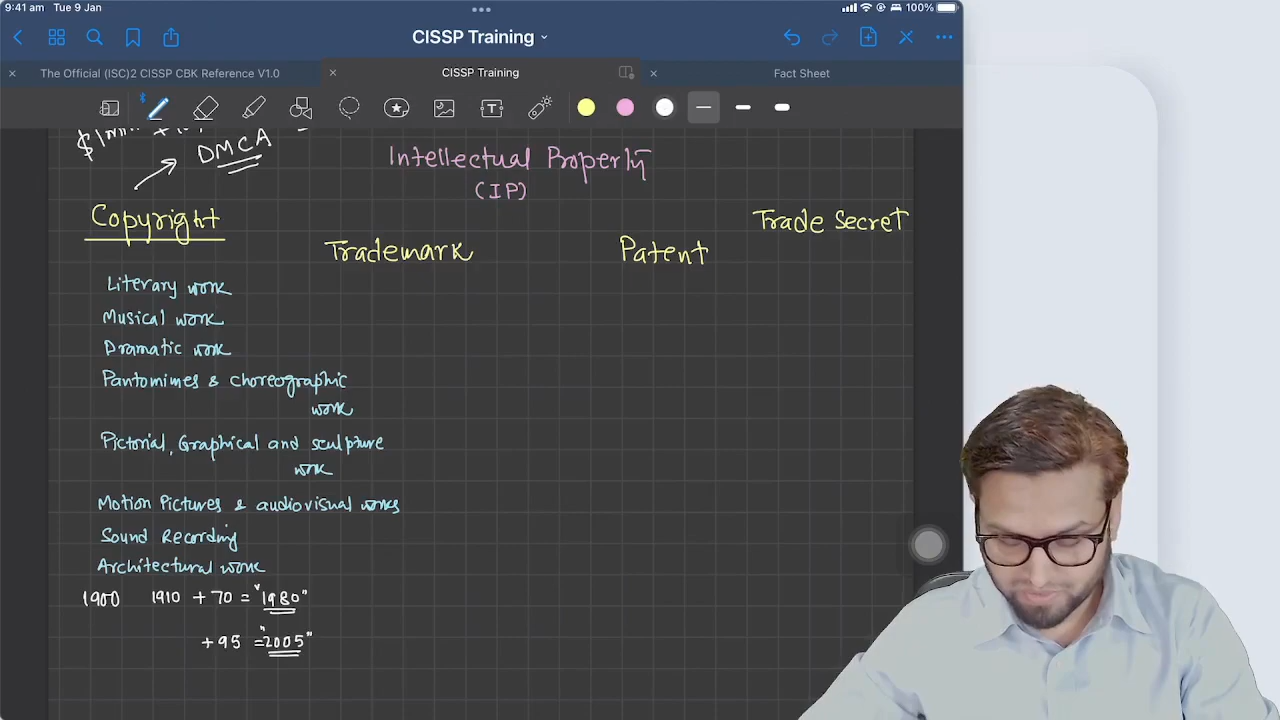 9:41 am Tue 9 Jan
100%
CISSP Training
The Official (ISC)2 CISSP CBK Reference V1.0
CISSP Training
Fact Sheet
DMCA
Intellectual Property
(IP)
Copyright
Trademark
Patent
Trade Secret
Literary work
Musical work
Dramatic work
Pantomimes & choreographic
work
Pictorial, Graphical and sculpture
work
Motion Pictures & audiovisual works
Sound Recording
Architectural work
1900 1910 + 70 = "1980"
+ 95 = "2005"